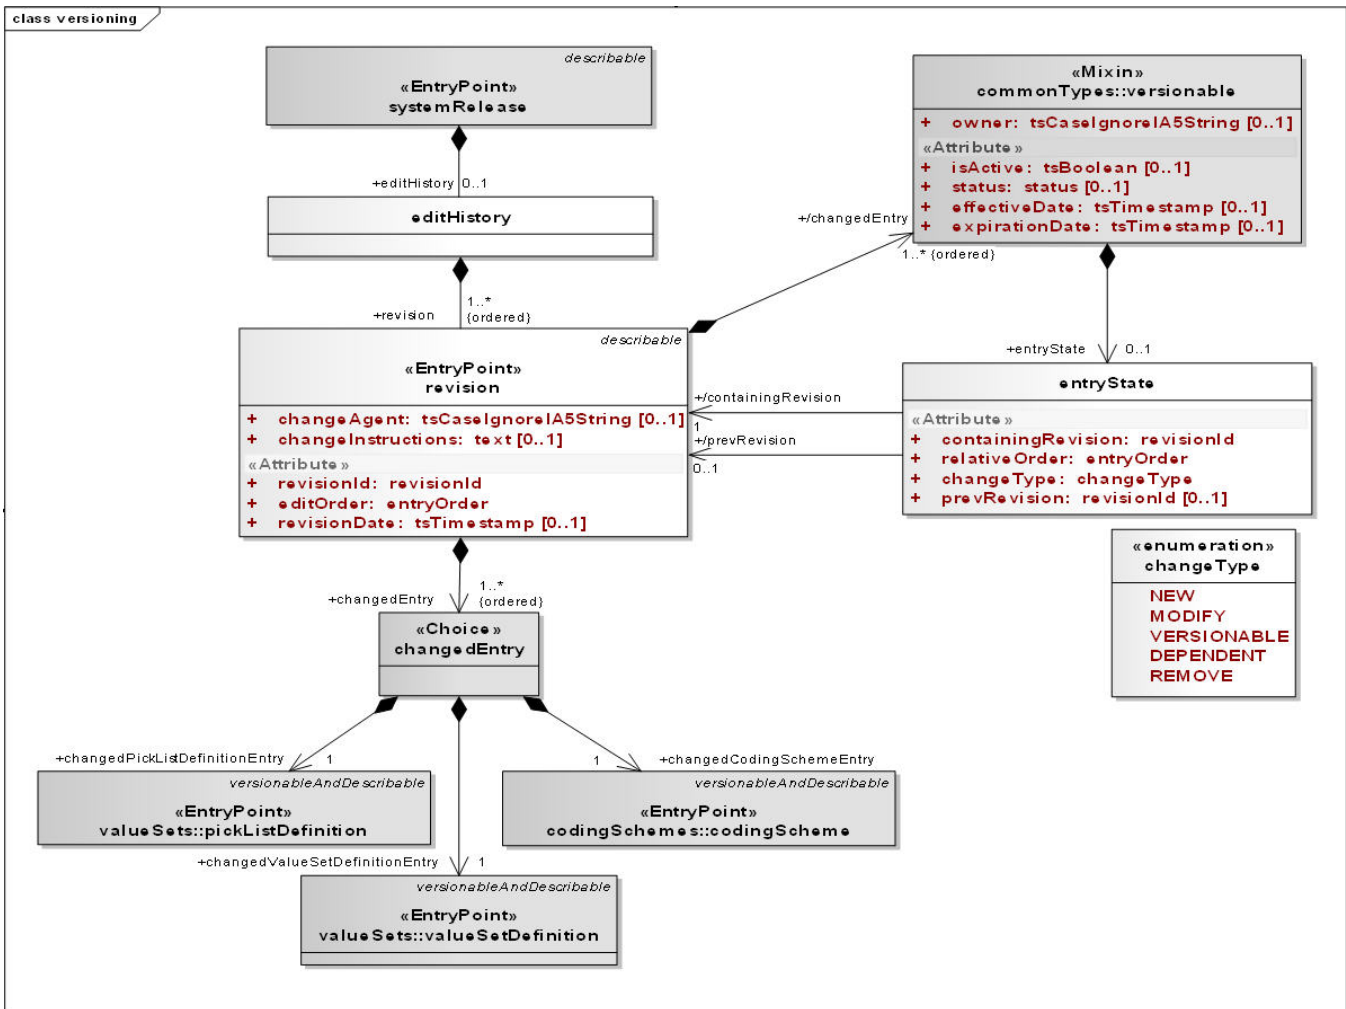 class versioning
describable
«EntryPoint»
systemRelease
+editHistory 0..1
editHistory
+revision
1..*
{ordered}
describable
«EntryPoint»
revision
+ changeAgent: tsCaseIgnoreIA5String [0..1]
+ changeInstructions: text [0..1]
«Attribute»
+ revisionId: revisionId
+ editOrder: entryOrder
+ revisionDate: tsTimestamp [0..1]
«Mixin»
commonTypes::versionable
+ owner: tsCaseIgnoreIA5String [0..1]
«Attribute»
+ isActive: tsBoolean [0..1]
+ status: status [0..1]
+ effectiveDate: tsTimestamp [0..1]
+ expirationDate: tsTimestamp [0..1]
+/changedEntry
1..* {ordered}
+entryState 0..1
entryState
«Attribute»
+ containingRevision: revisionId
+ relativeOrder: entryOrder
+ changeType: changeType
+ prevRevision: revisionId [0..1]
+/containingRevision
1
+/prevRevision
0..1
«enumeration»
changeType
NEW
MODIFY
VERSIONABLE
DEPENDENT
REMOVE
+changedEntry
1..*
{ordered}
«Choice»
changedEntry
+changedPickListDefinitionEntry 1
versionableAndDescribable
«EntryPoint»
valueSets::pickListDefinition
1 +changedCodingSchemeEntry
versionableAndDescribable
«EntryPoint»
codingSchemes::codingScheme
+changedValueSetDefinitionEntry 1
versionableAndDescribable
«EntryPoint»
valueSets::valueSetDefinition